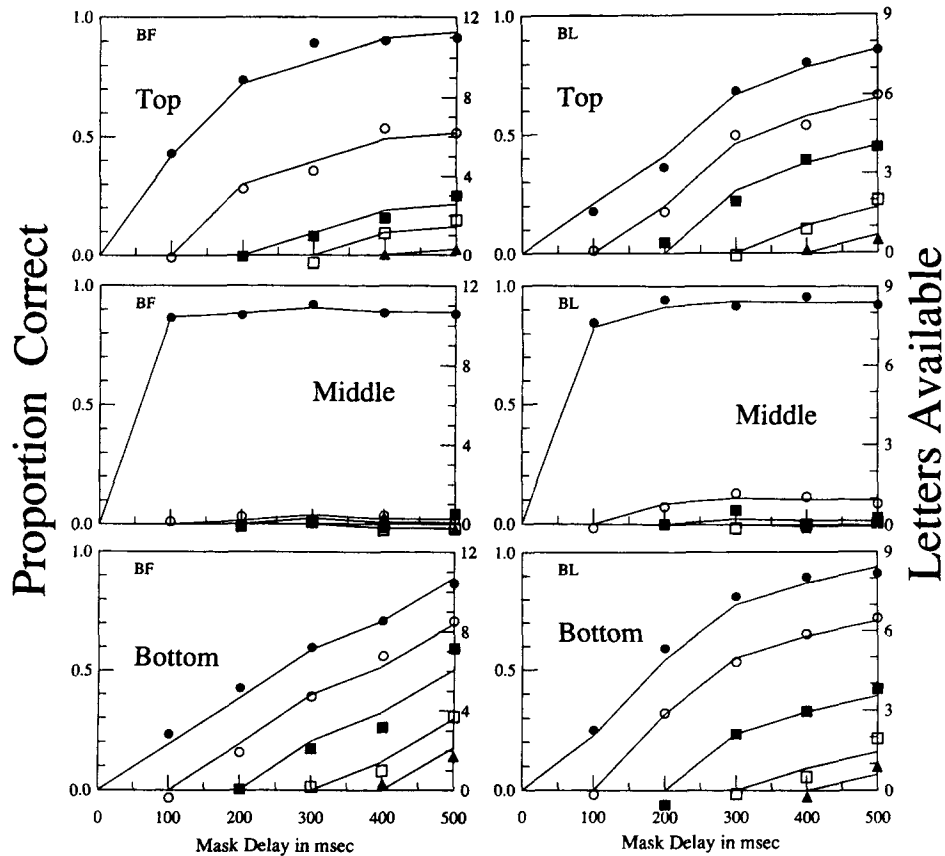 Proportion Correct
Letters Available
BF
Top
1.0
0.5
0.0
12
8
4
0
BL
Top
1.0
0.5
0.0
9
6
3
0
BF
Middle
1.0
0.5
0.0
12
8
4
0
BL
Middle
1.0
0.5
0.0
9
6
3
0
BF
Bottom
1.0
0.5
0.0
12
8
4
0
0 100 200 300 400 500
Mask Delay in msec
BL
Bottom
1.0
0.5
0.0
9
6
3
0
0 100 200 300 400 500
Mask Delay in msec